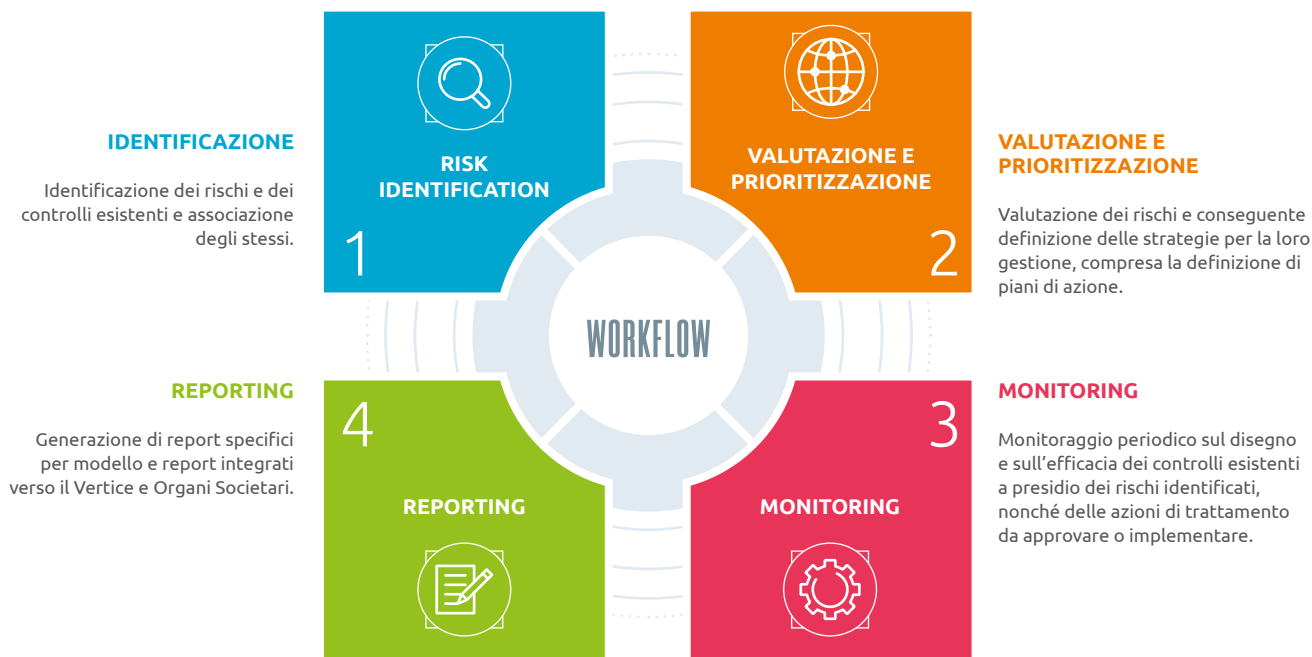 IDENTIFICAZIONE
Identificazione dei rischi e dei
controlli esistenti e associazione
degli stessi.
RISK
IDENTIFICATION
1
VALUTAZIONE E
PRIORITIZZAZIONE
2
VALUTAZIONE E
PRIORITIZZAZIONE
Valutazione dei rischi e conseguente
definizione delle strategie per la loro
gestione, compresa la definizione di
piani di azione.
WORKFLOW
REPORTING
Generazione di report specifici
per modello e report integrati
verso il Vertice e Organi Societari.
4
REPORTING
3
MONITORING
MONITORING
Monitoraggio periodico sul disegno
e sull’efficacia dei controlli esistenti
a presidio dei rischi identificati,
nonché delle azioni di trattamento
da approvare o implementare.